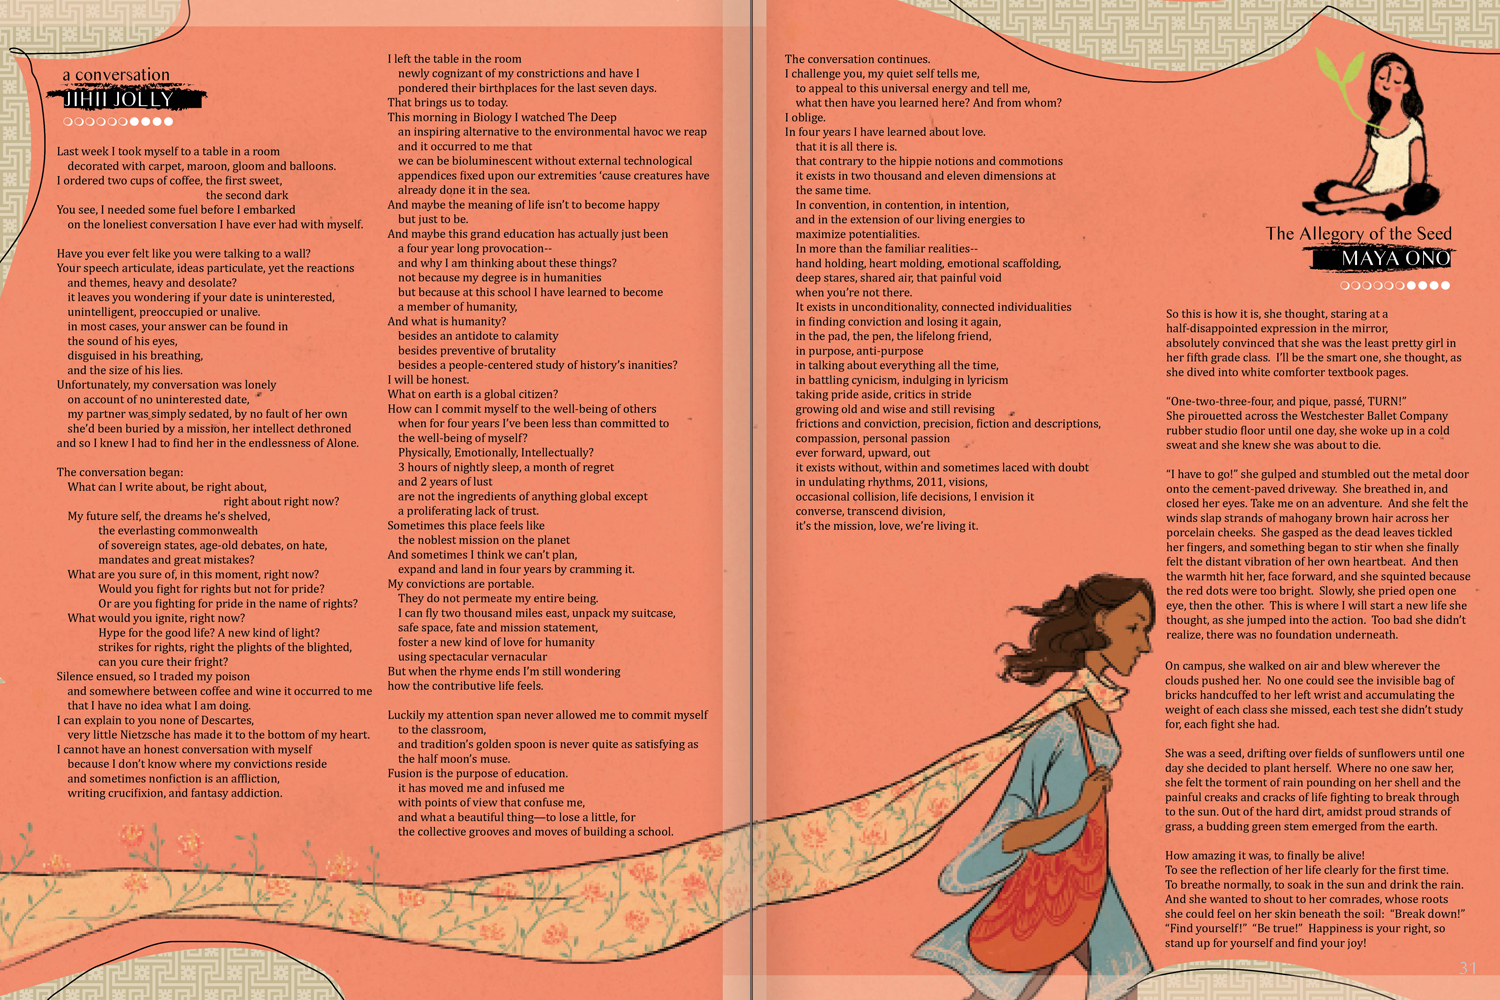 a conversation
JIHII JOLLY
Last week I took myself to a table in a room
decorated with carpet, maroon, gloom and balloons.
I ordered two cups of coffee, the first sweet,
the second dark
You see, I needed some fuel before I embarked
on the loneliest conversation I have ever had with myself.
Have you ever felt like you were talking to a wall?
Your speech articulate, ideas particulate, yet the reactions
and themes, heavy and desolate?
it leaves you wondering if your date is uninterested,
unintelligent, preoccupied or unalive.
in most cases, your answer can be found in
the sound of his eyes,
disguised in his breathing,
and the size of his lies.
Unfortunately, my conversation was lonely
on account of no uninterested date,
my partner was simply sedated, by no fault of her own
she'd been buried by a mission, her intellect dethroned
and so I knew I had to find her in the endlessness of Alone.
The conversation began:
What can I write about, be right about,
right about right now?
My future self, the dreams he's shelved,
the everlasting commonwealth
of sovereign states, age-old debates, on hate,
mandates and great mistakes?
What are you sure of, in this moment, right now?
Would you fight for rights but not for pride?
Or are you fighting for pride in the name of rights?
What would you ignite, right now?
Hype for the good life? A new kind of light?
strikes for rights, right the plights of the blighted,
can you cure their fright?
Silence ensued, so I traded my poison
and somewhere between coffee and wine it occurred to me
that I have no idea what I am doing.
I can explain to you none of Descartes,
very little Nietzsche has made it to the bottom of my heart.
I cannot have an honest conversation with myself
because I don't know where my convictions reside
and sometimes nonfiction is an affliction,
writing crucifixion, and fantasy addiction.
I left the table in the room
newly cognizant of my constrictions and have I
pondered their birthplaces for the last seven days.
That brings us to today.
This morning in Biology I watched The Deep
an inspiring alternative to the environmental havoc we reap
and it occurred to me that
we can be bioluminescent without external technological
appendices fixed upon our extremities 'cause creatures have
already done it in the sea.
And maybe the meaning of life isn't to become happy
but just to be.
And maybe this grand education has actually just been
a four year long provocation--
and why I am thinking about these things?
not because my degree is in humanities
but because at this school I have learned to become
a member of humanity,
And what is humanity?
besides an antidote to calamity
besides preventive of brutality
besides a people-centered study of history's inanities?
I will be honest.
What on earth is a global citizen?
How can I commit myself to the well-being of others
when for four years I've been less than committed to
the well-being of myself?
Physically, Emotionally, Intellectually?
3 hours of nightly sleep, a month of regret
and 2 years of lust
are not the ingredients of anything global except
a proliferating lack of trust.
Sometimes this place feels like
the noblest mission on the planet
And sometimes I think we can't plan,
expand and land in four years by cramming it.
My convictions are portable.
They do not permeate my entire being.
I can fly two thousand miles east, unpack my suitcase,
safe space, fate and mission statement,
foster a new kind of love for humanity
using spectacular vernacular
But when the rhyme ends I'm still wondering
how the contributive life feels.
Luckily my attention span never allowed me to commit myself
to the classroom,
and tradition's golden spoon is never quite as satisfying as
the half moon's muse.
Fusion is the purpose of education.
it has moved me and infused me
with points of view that confuse me,
and what a beautiful thing—to lose a little, for
the collective grooves and moves of building a school.
The conversation continues.
I challenge you, my quiet self tells me,
to appeal to this universal energy and tell me,
what then have you learned here? And from whom?
I oblige.
In four years I have learned about love.
that it is all there is.
that contrary to the hippie notions and commotions
it exists in two thousand and eleven dimensions at
the same time.
In convention, in contention, in intention,
and in the extension of our living energies to
maximize potentialities.
In more than the familiar realities--
hand holding, heart molding, emotional scaffolding,
deep stares, shared air, that painful void
when you're not there.
It exists in unconditionality, connected individualities
in finding conviction and losing it again,
in the pad, the pen, the lifelong friend,
in purpose, anti-purpose
in talking about everything all the time,
in battling cynicism, indulging in lyricism
taking pride aside, critics in stride
growing old and wise and still revising
frictions and conviction, precision, fiction and descriptions,
compassion, personal passion
ever forward, upward, out
it exists without, within and sometimes laced with doubt
in undulating rhythms, 2011, visions,
occasional collision, life decisions, I envision it
converse, transcend division,
it's the mission, love, we're living it.
The Allegory of the Seed
MAYA ONO
So this is how it is, she thought, staring at a
half-disappointed expression in the mirror,
absolutely convinced that she was the least pretty girl in
her fifth grade class.  I'll be the smart one, she thought, as
she dived into white comforter textbook pages.
"One-two-three-four, and pique, passé, TURN!"
She pirouetted across the Westchester Ballet Company
rubber studio floor until one day, she woke up in a cold
sweat and she knew she was about to die.
"I have to go!" she gulped and stumbled out the metal door
onto the cement-paved driveway.  She breathed in, and
closed her eyes. Take me on an adventure.  And she felt the
winds slap strands of mahogany brown hair across her
porcelain cheeks.  She gasped as the dead leaves tickled
her fingers, and something began to stir when she finally
felt the distant vibration of her own heartbeat.  And then
the warmth hit her, face forward, and she squinted because
the red dots were too bright.  Slowly, she pried open one
eye, then the other.  This is where I will start a new life she
thought, as she jumped into the action.  Too bad she didn't
realize, there was no foundation underneath.
On campus, she walked on air and blew wherever the
clouds pushed her.  No one could see the invisible bag of
bricks handcuffed to her left wrist and accumulating the
weight of each class she missed, each test she didn't study
for, each fight she had.
She was a seed, drifting over fields of sunflowers until one
day she decided to plant herself.  Where no one saw her,
she felt the torment of rain pounding on her shell and the
painful creaks and cracks of life fighting to break through
to the sun. Out of the hard dirt, amidst proud strands of
grass, a budding green stem emerged from the earth.
How amazing it was, to finally be alive!
To see the reflection of her life clearly for the first time.
To breathe normally, to soak in the sun and drink the rain.
And she wanted to shout to her comrades, whose roots
she could feel on her skin beneath the soil:  "Break down!"
"Find yourself!"  "Be true!"  Happiness is your right, so
stand up for yourself and find your joy!
31